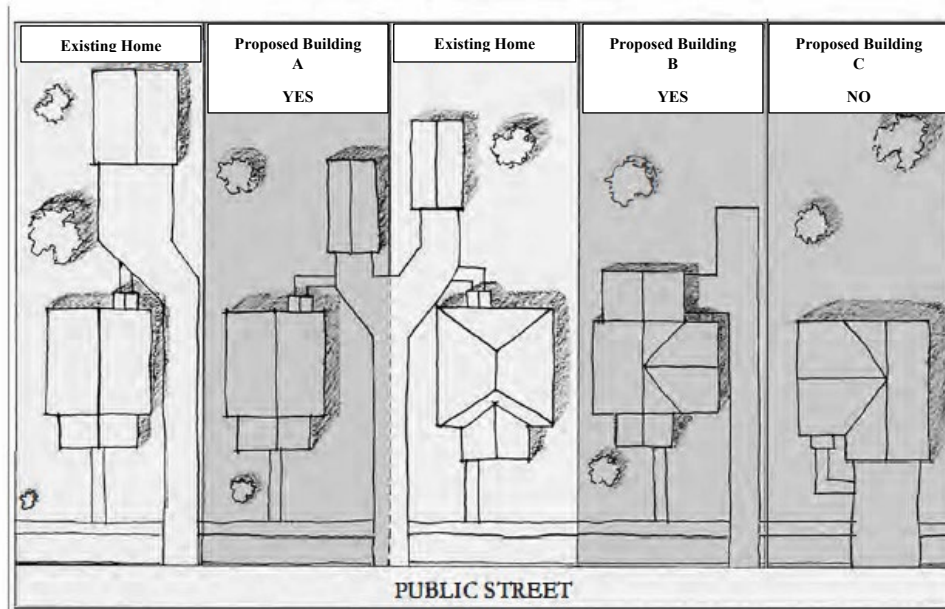 Existing Home
Proposed Building
A
YES
Existing Home
Proposed Building
B
YES
Proposed Building
C
NO
PUBLIC STREET